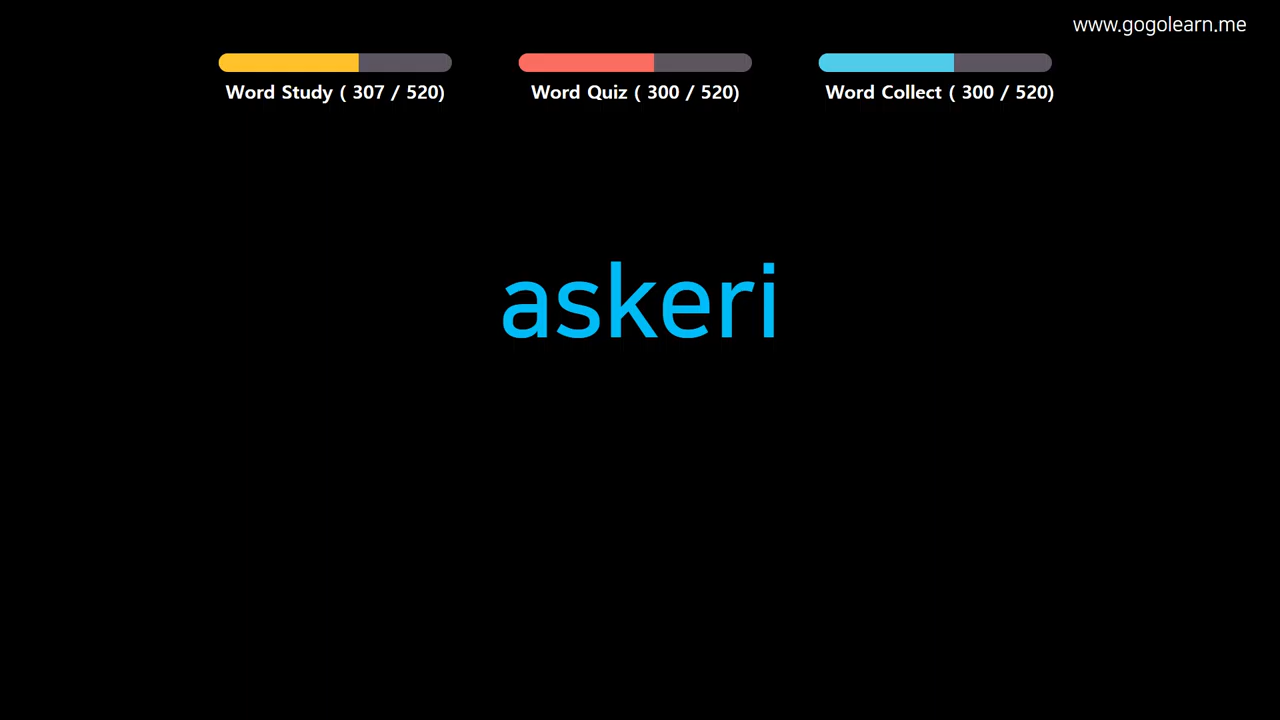 www.gogolearn.me
Word Study ( 307 / 520)
Word Quiz ( 300 / 520)
Word Collect ( 300 / 520)
askeri